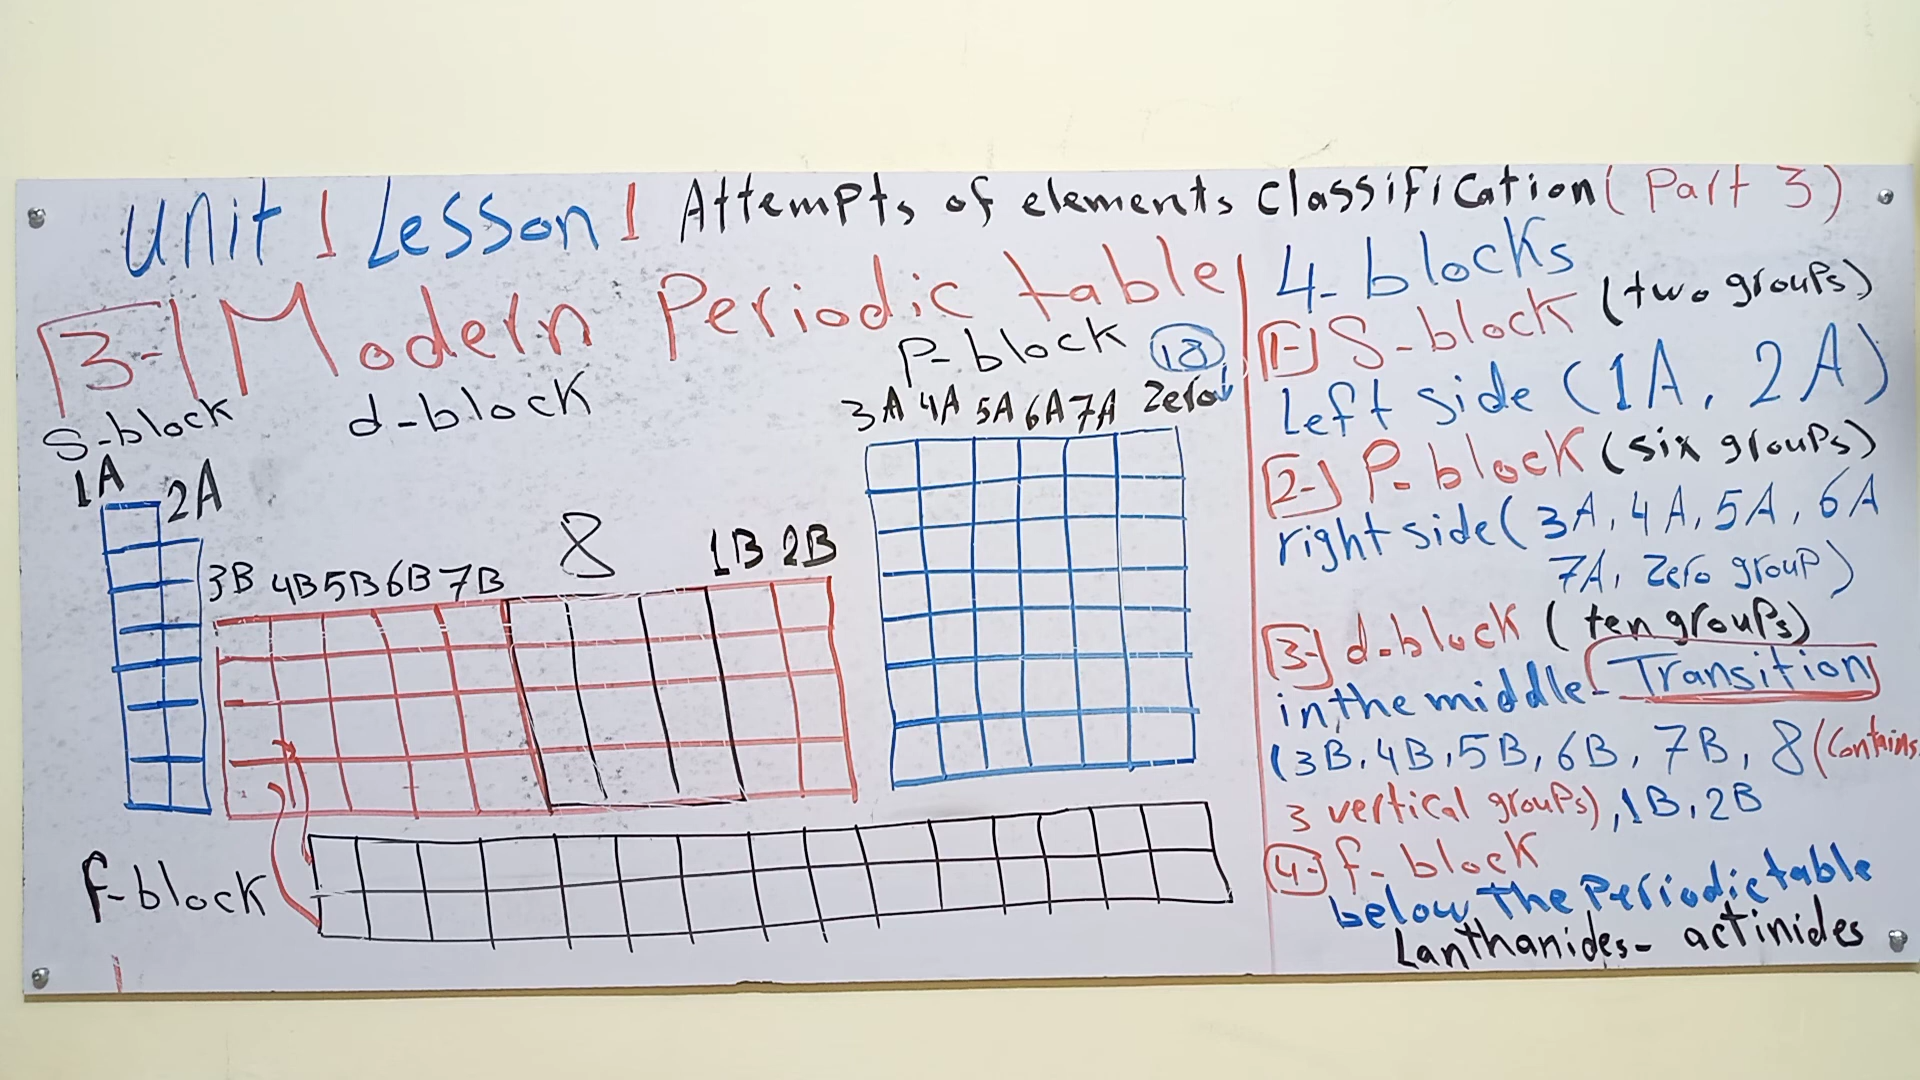 Unit 1 Lesson 1 Attempts of elements classification (Part 3)
3- Modern Periodic table
s-block
d-block
P-block
18
1A
2A
3B 4B 5B 6B 7B 8 1B 2B
3A 4A 5A 6A 7A Zero
f-block
4- blocks
1- S-block (two groups)
Left side (1A, 2A)
2- P-block (six groups)
right side (3A, 4A, 5A, 6A
7A, Zero group)
3- d-block (ten groups)
in the middle - Transition
(3B, 4B, 5B, 6B, 7B, 8 (Contains
3 vertical groups), 1B, 2B
4- f-block
below The Periodic table
Lanthanides - actinides